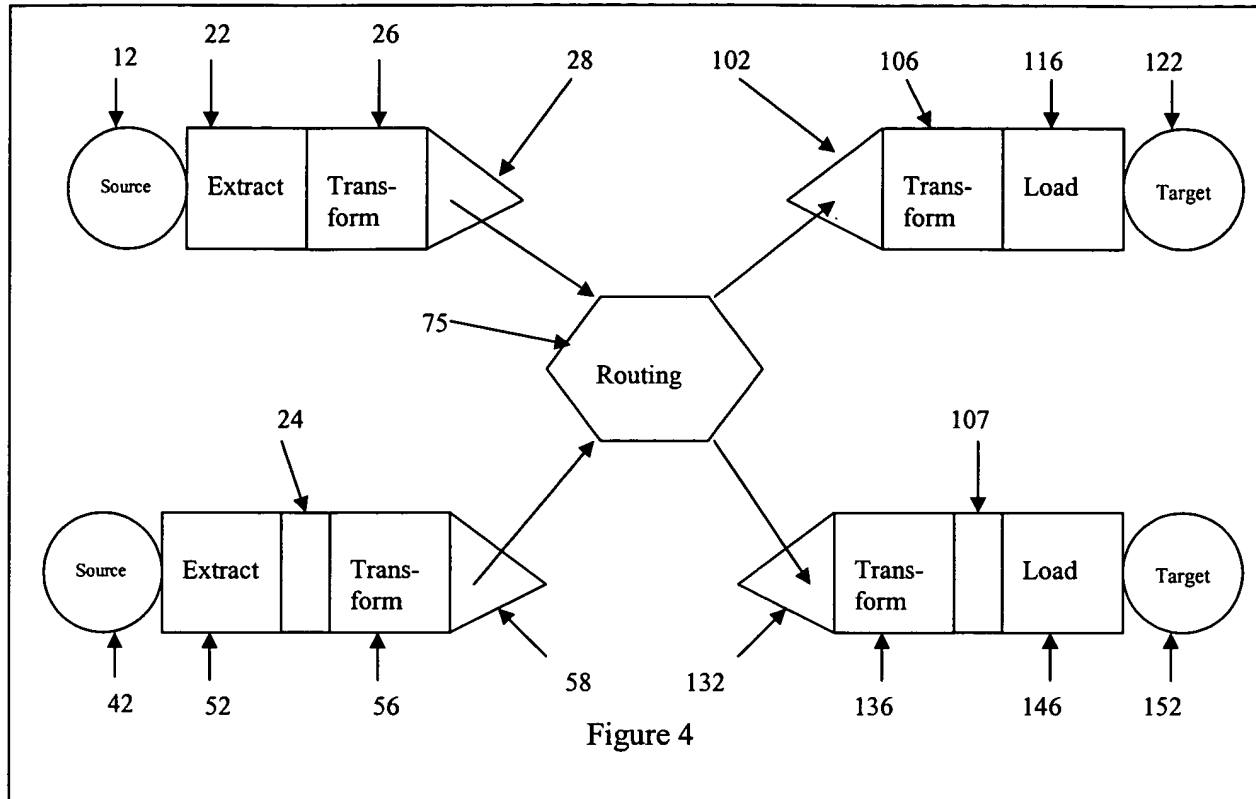 12
22
26
28
102
106
116
122
Source
Extract
Trans-
form
Trans-
form
Load
Target
75
Routing
24
107
Source
Extract
Trans-
form
Trans-
form
Load
Target
42
52
56
58
132
136
146
152
Figure 4